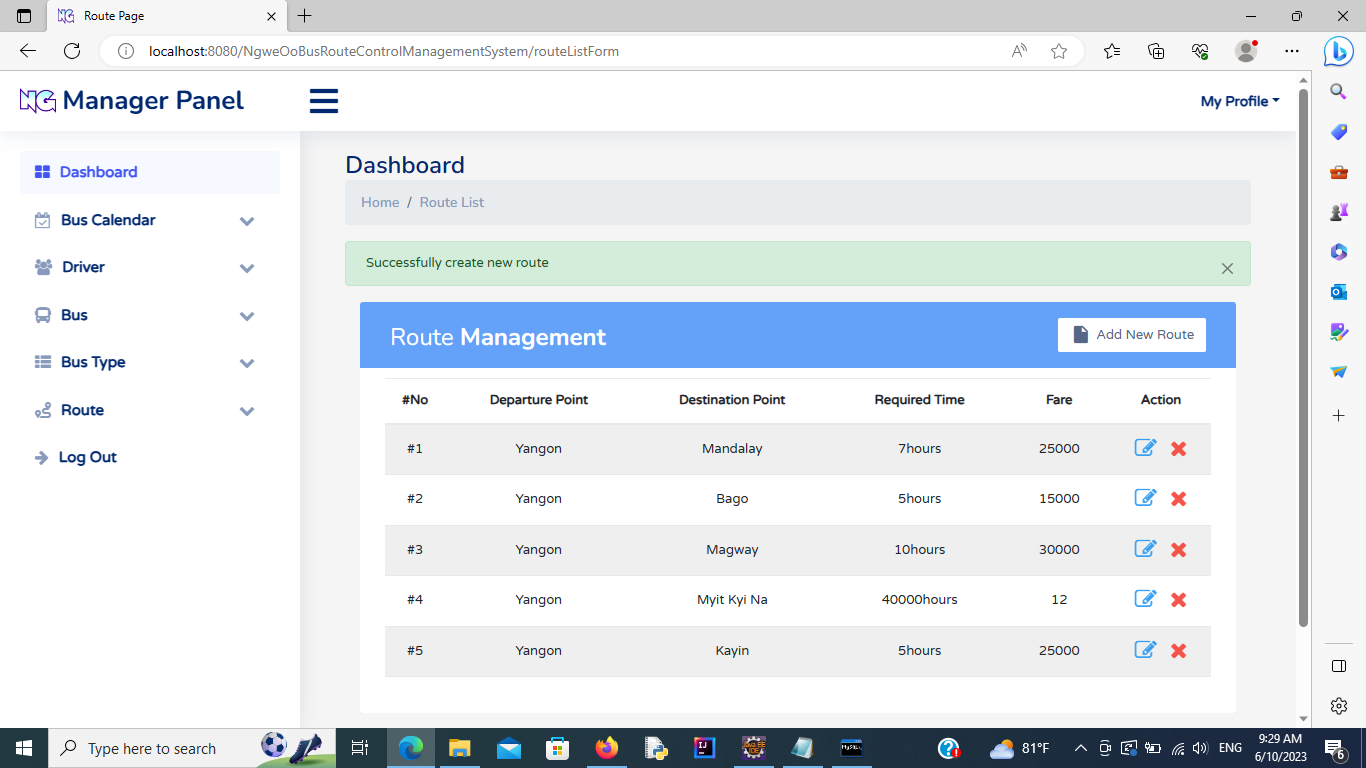 Route Page
localhost:8080/NgweOoBusRouteControlManagementSystem/routeListForm
NG Manager Panel
My Profile
Dashboard
Bus Calendar
Driver
Bus
Bus Type
Route
Log Out
Dashboard
Home / Route List
Successfully create new route
Route Management
Add New Route
#No Departure Point Destination Point Required Time Fare Action
#1 Yangon Mandalay 7hours 25000
#2 Yangon Bago 5hours 15000
#3 Yangon Magway 10hours 30000
#4 Yangon Myit Kyi Na 40000hours 12
#5 Yangon Kayin 5hours 25000
Type here to search
81°F
ENG
9:29 AM
6/10/2023
6